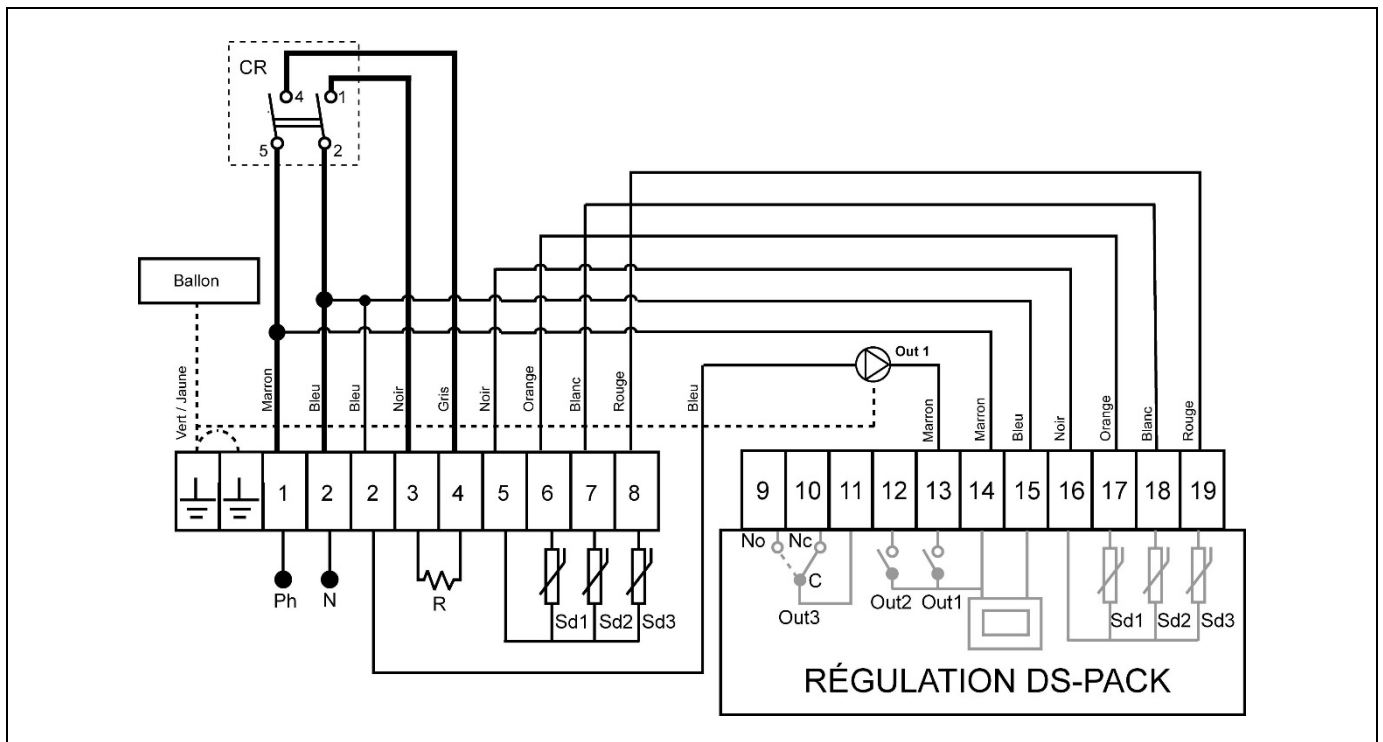 CR
4 1
5 2
Ballon
Out 1
Vert / Jaune
Marron
Bleu
Bleu
Noir
Gris
Noir
Orange
Blanc
Rouge
Bleu
Marron
Marron
Bleu
Noir
Orange
Blanc
Rouge
1 2 2 3 4 5 6 7 8
9 10 11 12 13 14 15 16 17 18 19
Ph N R Sd1 Sd2 Sd3
No Nc C Out3 Out2 Out1 Sd1 Sd2 Sd3
RÉGULATION DS-PACK